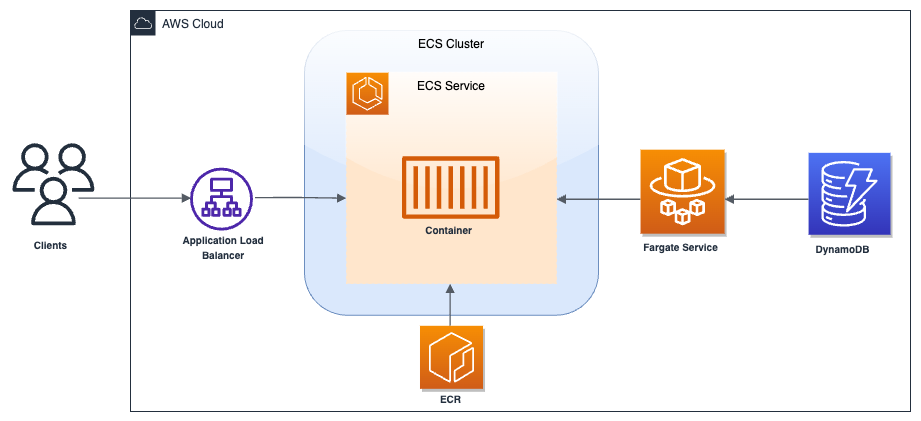 AWS Cloud
ECS Cluster
ECS Service
Container
Clients
Application Load
Balancer
Fargate Service
DynamoDB
ECR